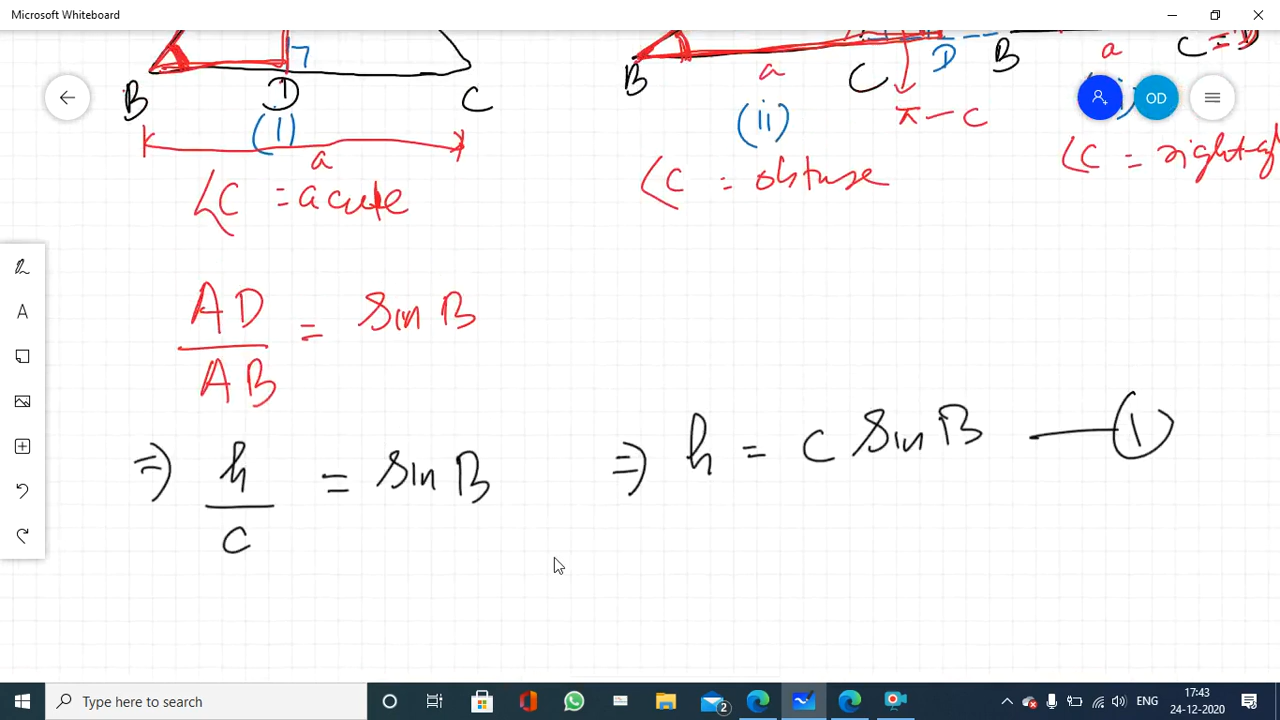 Microsoft Whiteboard
B D C
(i)
a
∠C = acute
B a C D B
(ii)
π - C
∠C = obtuse
a
C = D
OD
∠C = right-
AD/AB = sin B
⇒ h/c = sin B ⇒ h = c sin B —— ①
Type here to search
2
ENG
17:43
24-12-2020